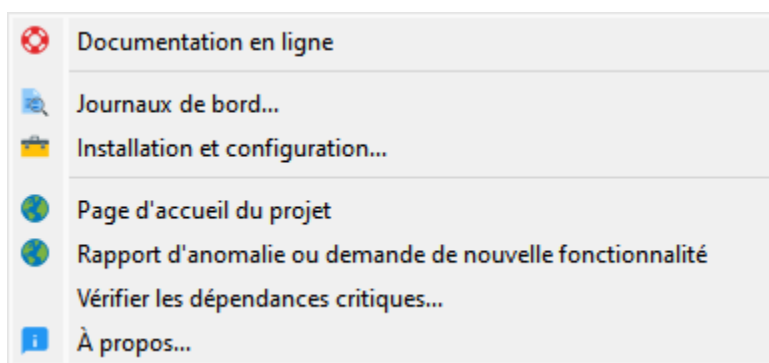 Documentation en ligne
Journaux de bord...
Installation et configuration...
Page d'accueil du projet
Rapport d'anomalie ou demande de nouvelle fonctionnalité
Vérifier les dépendances critiques...
À propos...